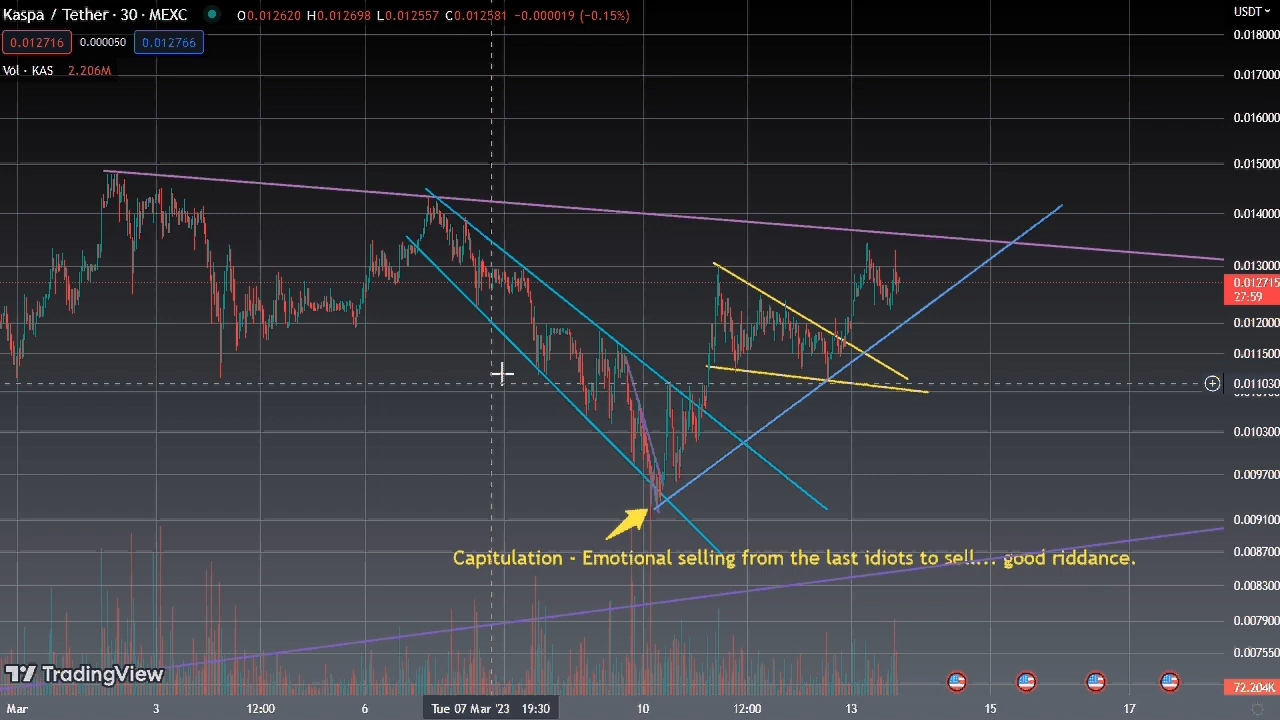 Kaspa / Tether · 30 · MEXC O0.012620 H0.012698 L0.012557 C0.012581 −0.000019 (−0.15%)
USDT
0.012716 0.000050 0.012766
Vol · KAS 2.206M
0.018000
0.017000
0.016000
0.015000
0.014000
0.013000
0.012715
27:59
0.012000
0.011500
0.011030
0.010300
0.009700
0.009100
0.008700
0.008300
0.007900
0.007550
72.204K
Capitulation - Emotional selling from the last idiots to sell... good riddance.
TradingView
Mar 3 12:00 6 Tue 07 Mar '23 19:30 10 12:00 13 15 17